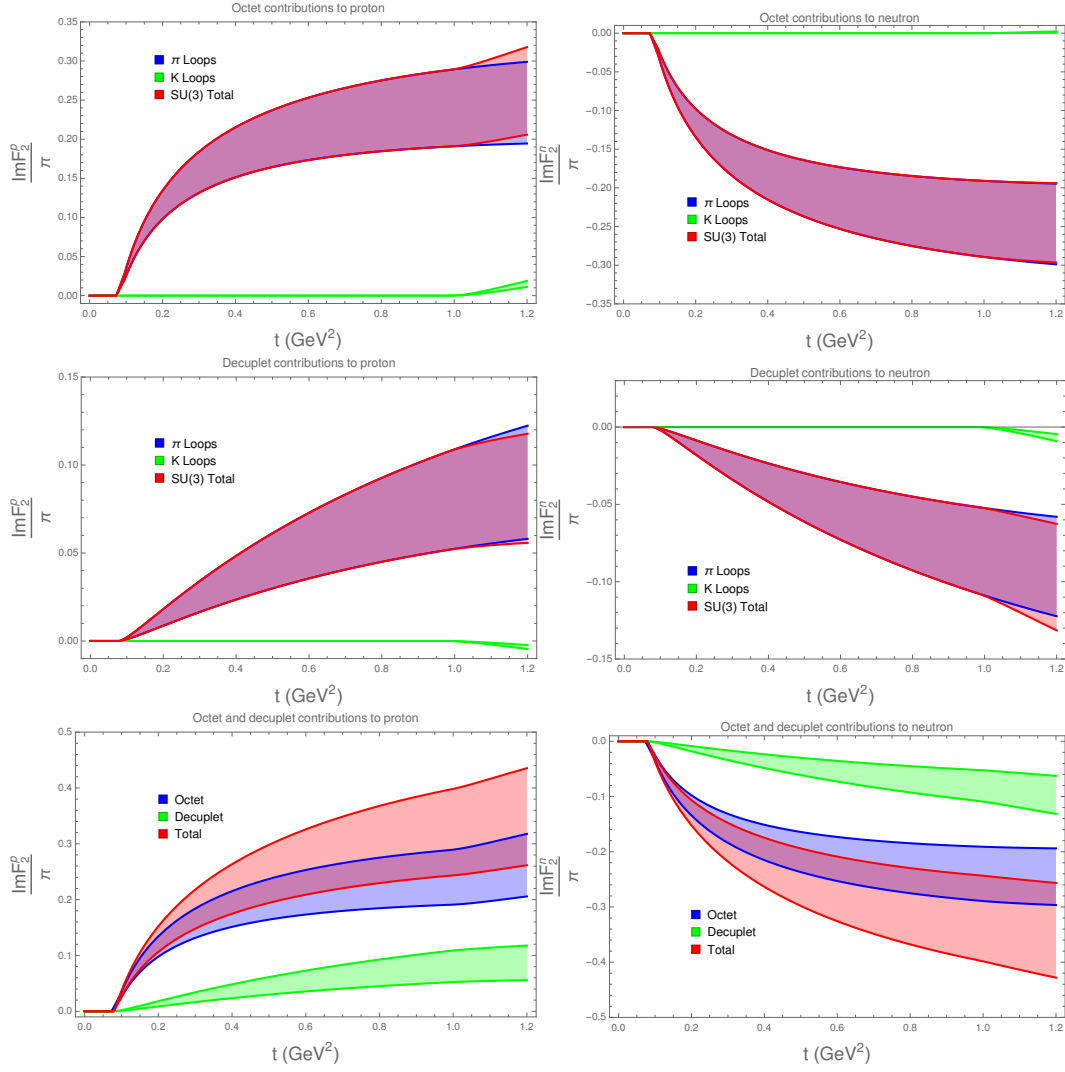 Octet contributions to proton
0.35
0.30
0.25
0.20
0.15
0.10
0.05
0.00
π Loops
K Loops
SU(3) Total
ImF₂ᵖ
π
0.0 0.2 0.4 0.6 0.8 1.0 1.2
t (GeV²)
Octet contributions to neutron
0.00
−0.05
−0.10
−0.15
−0.20
−0.25
−0.30
−0.35
π Loops
K Loops
SU(3) Total
ImF₂ⁿ
π
0.0 0.2 0.4 0.6 0.8 1.0 1.2
t (GeV²)
Decuplet contributions to proton
0.15
0.10
0.05
0.00
π Loops
K Loops
SU(3) Total
ImF₂ᵖ
π
0.0 0.2 0.4 0.6 0.8 1.0 1.2
t (GeV²)
Decuplet contributions to neutron
0.00
−0.05
−0.10
−0.15
π Loops
K Loops
SU(3) Total
ImF₂ⁿ
π
0.0 0.2 0.4 0.6 0.8 1.0 1.2
t (GeV²)
Octet and decuplet contributions to proton
0.5
0.4
0.3
0.2
0.1
0.0
Octet
Decuplet
Total
ImF₂ᵖ
π
0.0 0.2 0.4 0.6 0.8 1.0 1.2
t (GeV²)
Octet and decuplet contributions to neutron
0.0
−0.1
−0.2
−0.3
−0.4
−0.5
Octet
Decuplet
Total
ImF₂ⁿ
π
0.0 0.2 0.4 0.6 0.8 1.0 1.2
t (GeV²)